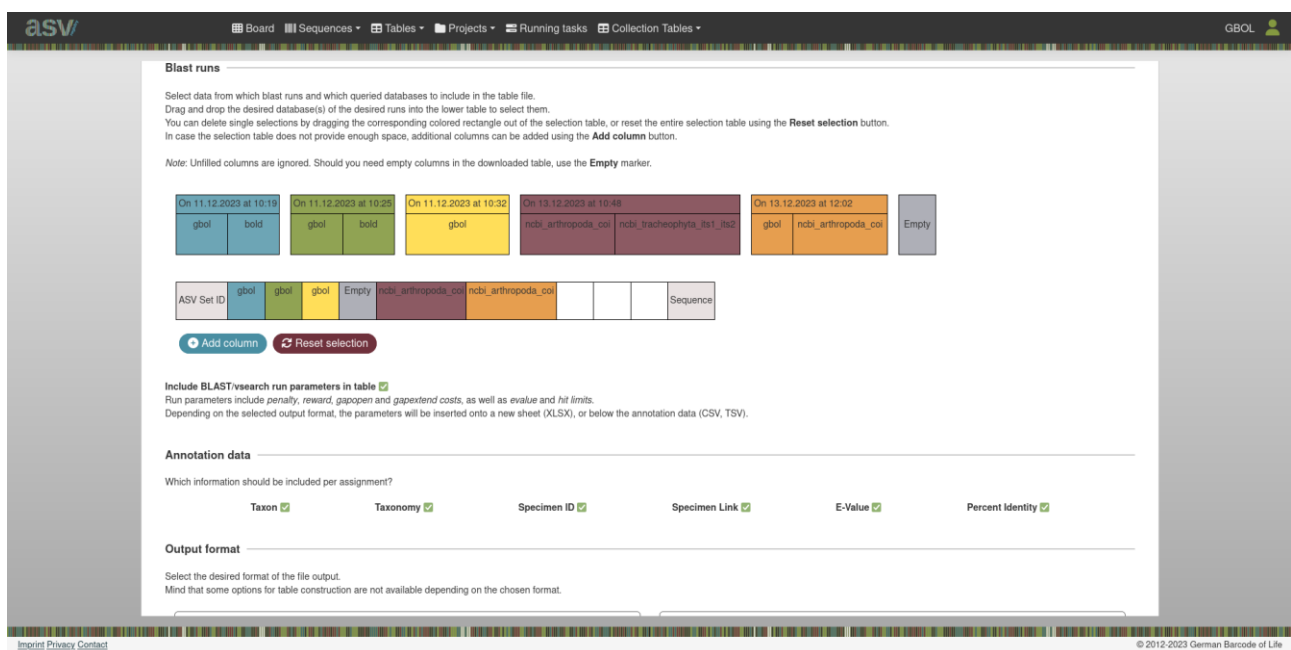 asv
Board Sequences Tables Projects Running tasks Collection Tables GBOL
Blast runs
Select data from which blast runs and which queried databases to include in the table file.
Drag and drop the desired database(s) of the desired runs into the lower table to select them.
You can delete single selections by dragging the corresponding colored rectangle out of the selection table, or reset the entire selection table using the Reset selection button.
In case the selection table does not provide enough space, additional columns can be added using the Add column button.
Note: Unfilled columns are ignored. Should you need empty columns in the downloaded table, use the Empty marker.
On 11.12.2023 at 10:19 On 11.12.2023 at 10:25 On 11.12.2023 at 10:32 On 13.12.2023 at 10:48 On 13.12.2023 at 12:02
gbol bold gbol bold gbol ncbi_arthropoda_coi ncbi_tracheophyta_its1_its2 gbol ncbi_arthropoda_coi Empty
ASV Set ID gbol gbol gbol Empty ncbi_arthropoda_coi ncbi_arthropoda_coi Sequence
Add column Reset selection
Include BLAST/vsearch run parameters in table
Run parameters include penalty, reward, gapopen and gapextend costs, as well as evalue and hit limits.
Depending on the selected output format, the parameters will be inserted onto a new sheet (XLSX), or below the annotation data (CSV, TSV).
Annotation data
Which information should be included per assignment?
Taxon Taxonomy Specimen ID Specimen Link E-Value Percent Identity
Output format
Select the desired format of the file output.
Mind that some options for table construction are not available depending on the chosen format.
Imprint Privacy Contact © 2012-2023 German Barcode of Life